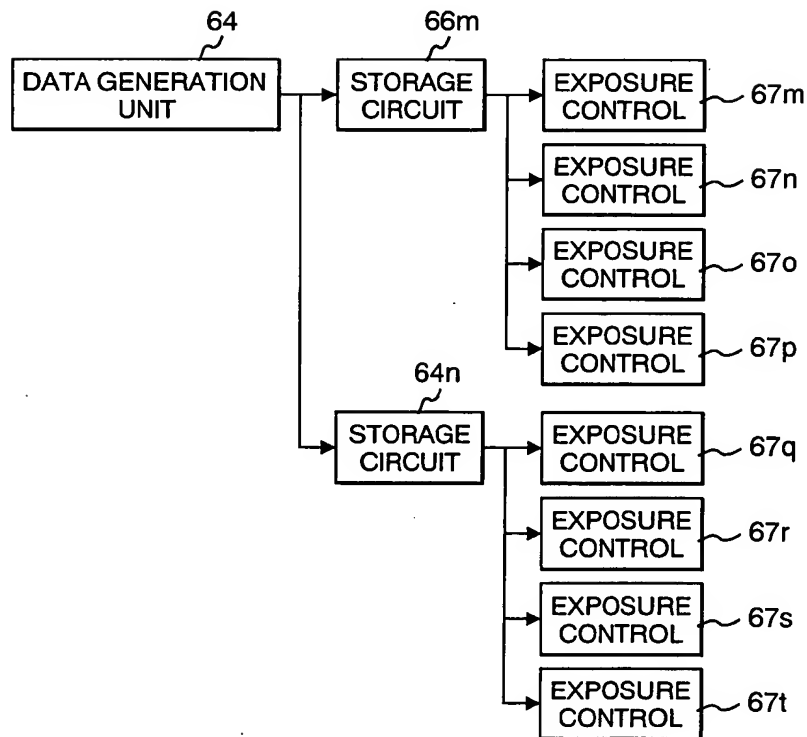 64
66m
DATA GENERATION
UNIT
STORAGE
CIRCUIT
EXPOSURE
CONTROL
67m
EXPOSURE
CONTROL
67n
EXPOSURE
CONTROL
67o
EXPOSURE
CONTROL
67p
64n
STORAGE
CIRCUIT
EXPOSURE
CONTROL
67q
EXPOSURE
CONTROL
67r
EXPOSURE
CONTROL
67s
EXPOSURE
CONTROL
67t